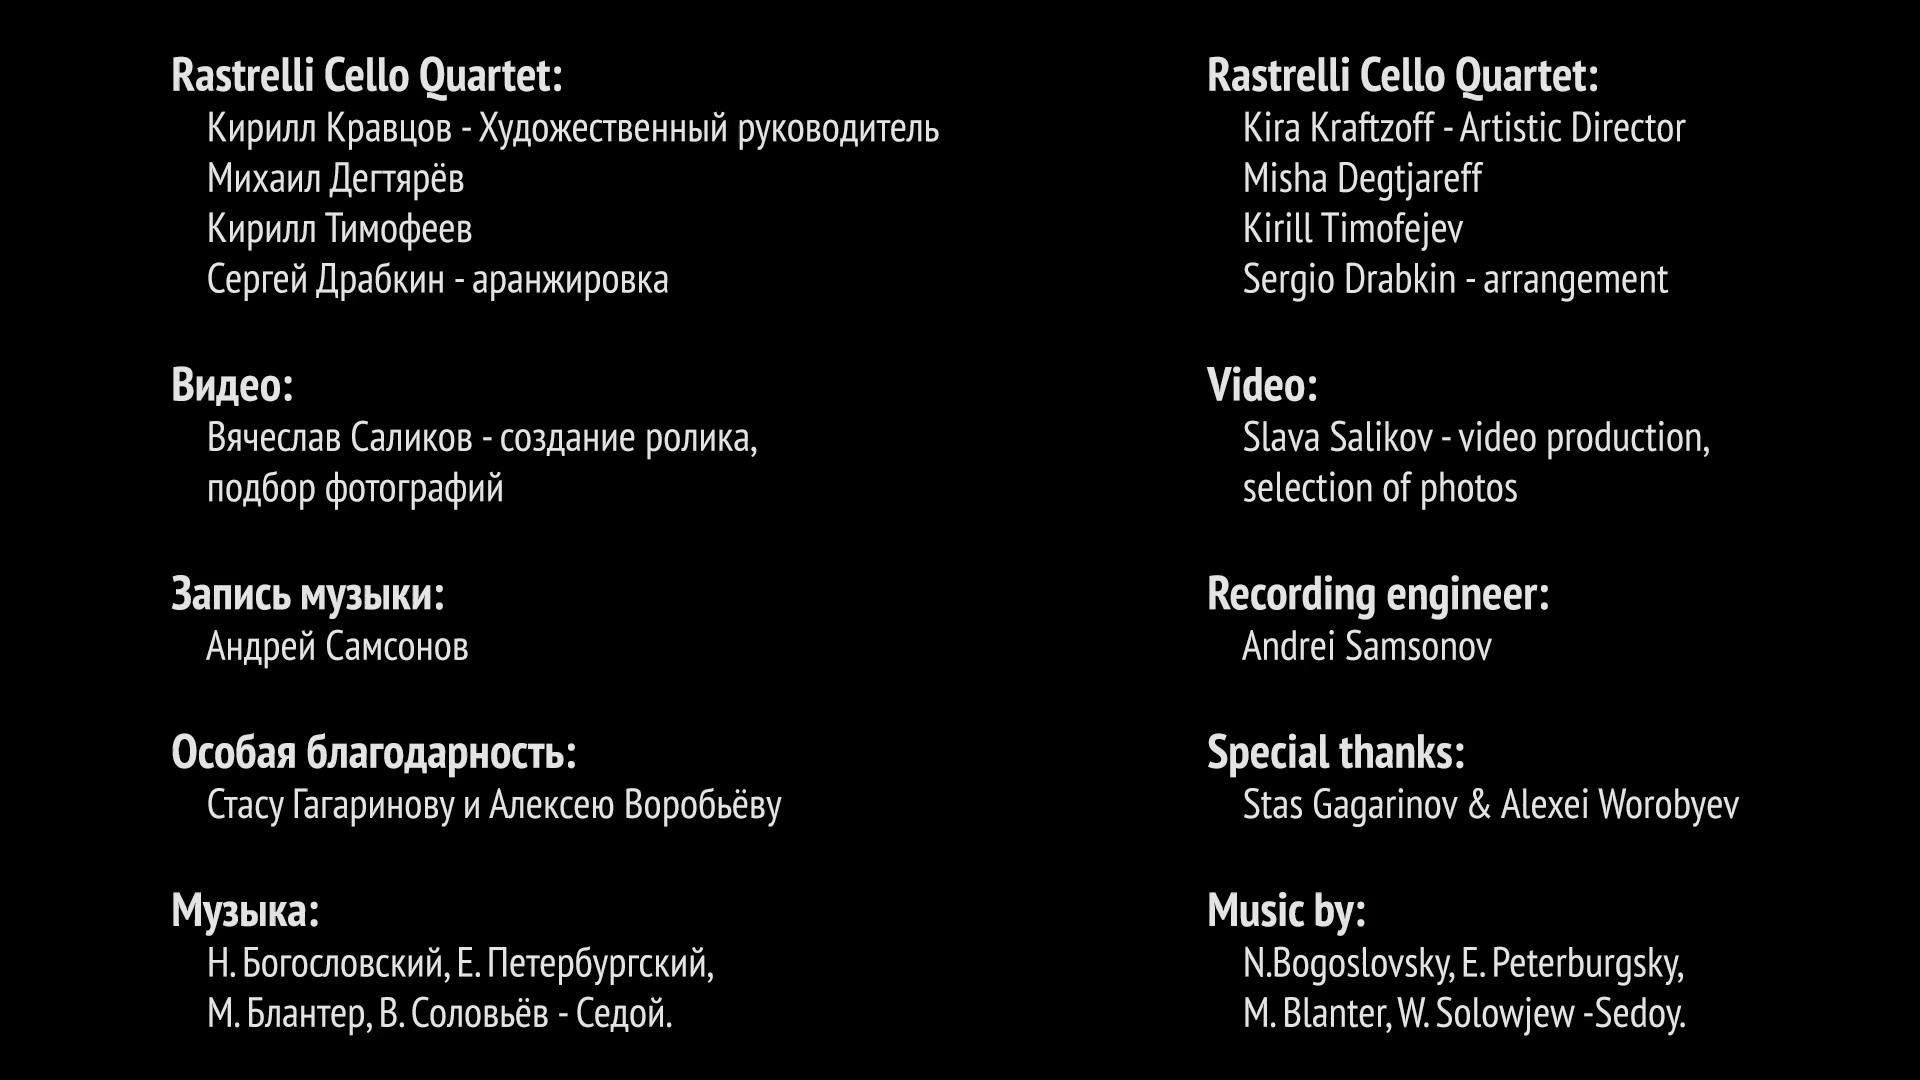 Rastrelli Cello Quartet:
Кирилл Кравцов - Художественный руководитель
Михаил Дегтярёв
Кирилл Тимофеев
Сергей Драбкин - аранжировка
Видео:
Вячеслав Саликов - создание ролика,
подбор фотографий
Запись музыки:
Андрей Самсонов
Особая благодарность:
Стасу Гагаринову и Алексею Воробьёву
Музыка:
Н. Богословский, Е. Петербургский,
М. Блантер, В. Соловьёв - Седой.
Rastrelli Cello Quartet:
Kira Kraftzoff - Artistic Director
Misha Degtjareff
Kirill Timofejev
Sergio Drabkin - arrangement
Video:
Slava Salikov - video production,
selection of photos
Recording engineer:
Andrei Samsonov
Special thanks:
Stas Gagarinov & Alexei Worobyev
Music by:
N.Bogoslovsky, E. Peterburgsky,
M. Blanter, W. Solowjew -Sedoy.